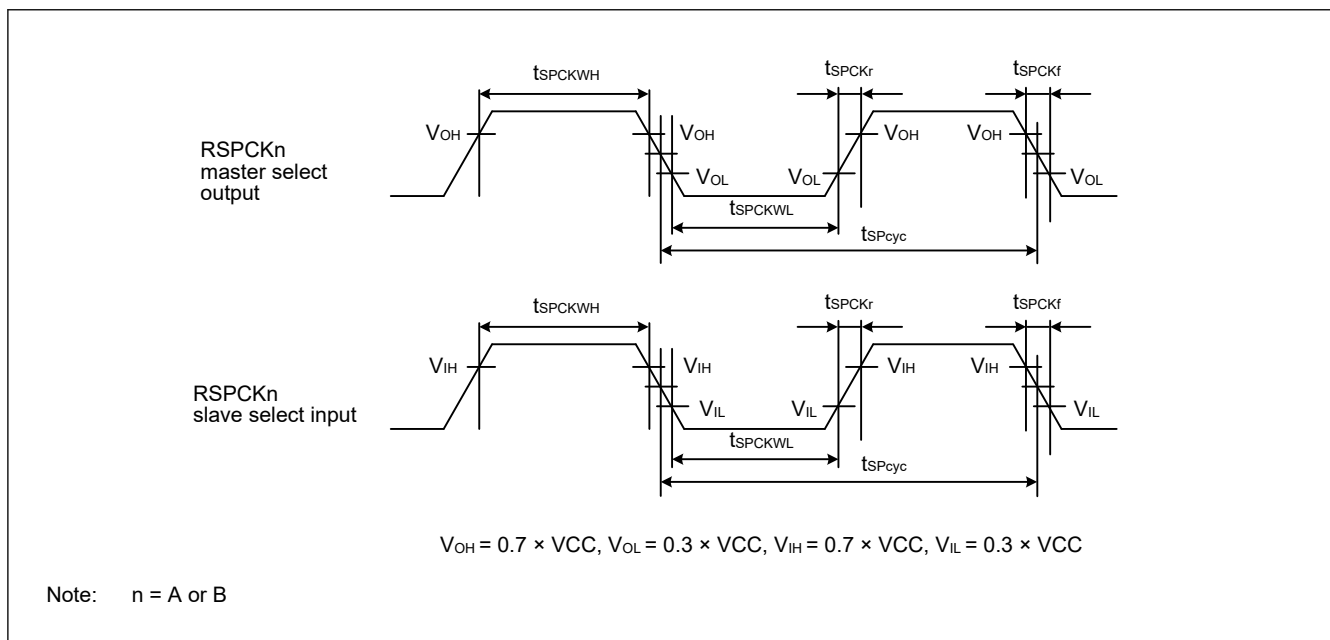 tSPCKWH
tSPCKr
tSPCKf
VOH
VOH
VOH
VOH
RSPCKn
master select
output
VOL
VOL
VOL
tSPCKWL
tSPcyc
tSPCKWH
tSPCKr
tSPCKf
VIH
VIH
VIH
VIH
RSPCKn
slave select input
VIL
VIL
VIL
tSPCKWL
tSPcyc
VOH = 0.7 × VCC, VOL = 0.3 × VCC, VIH = 0.7 × VCC, VIL = 0.3 × VCC
Note: n = A or B